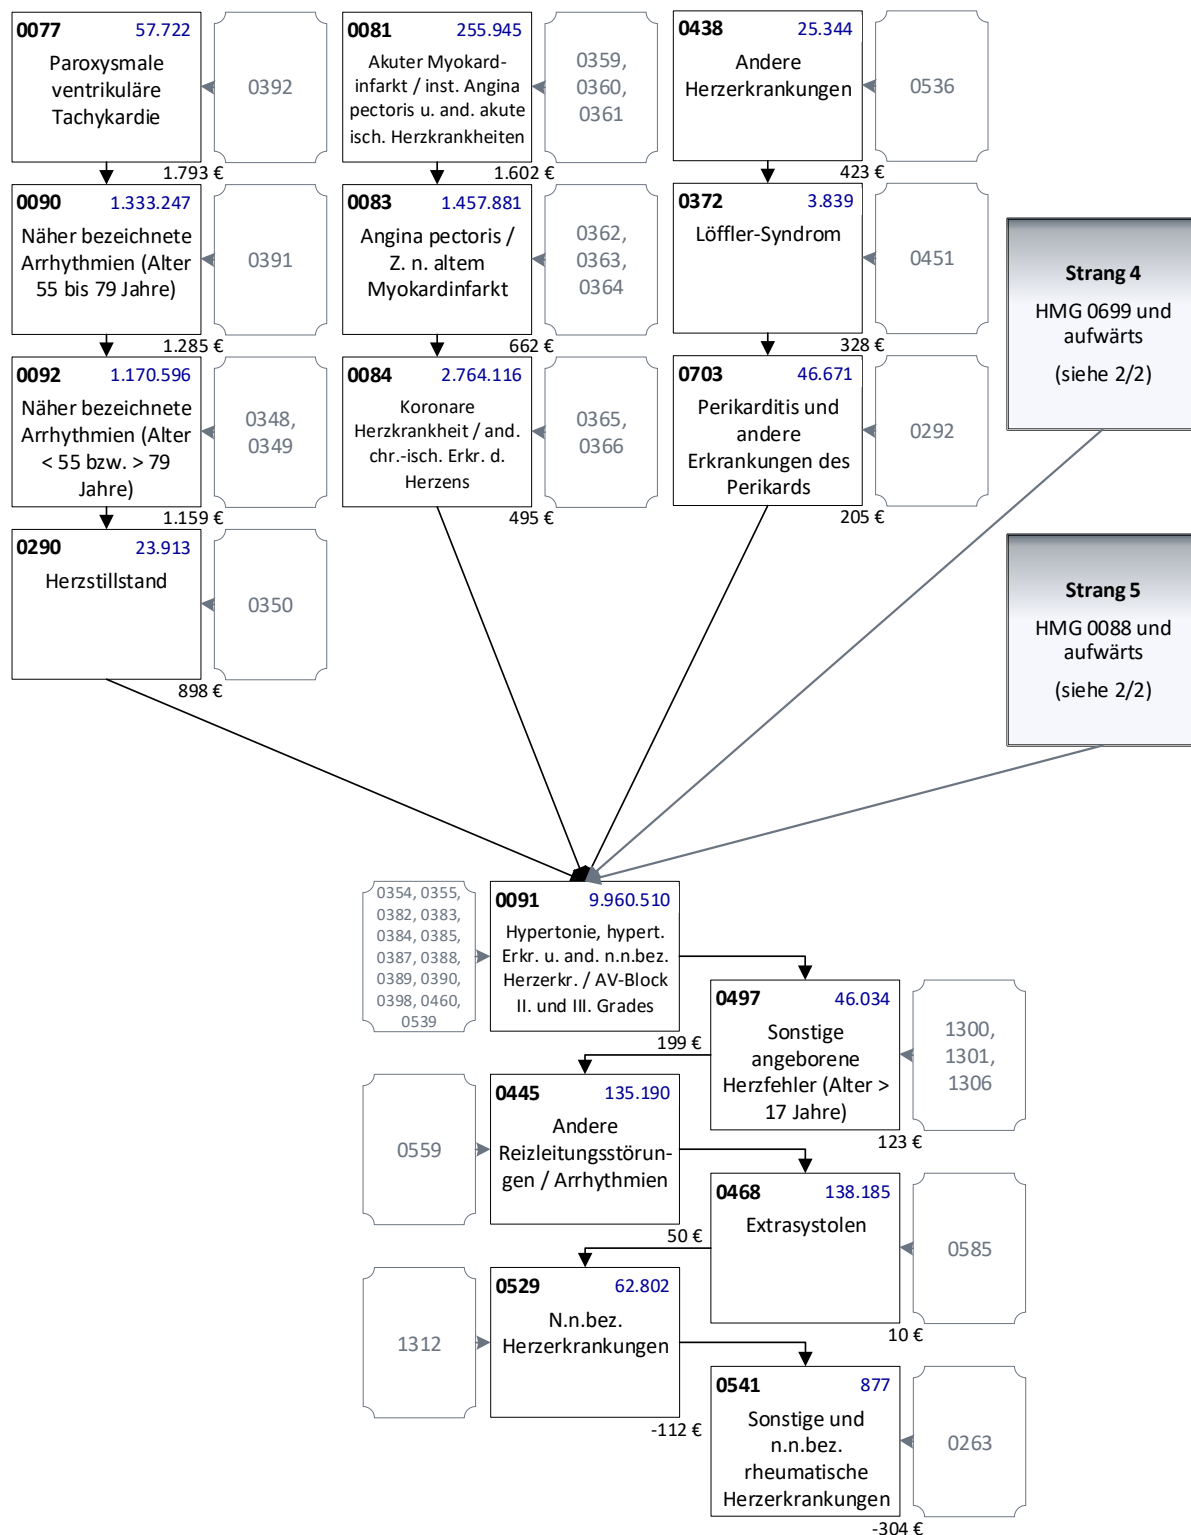 0077 57.722
Paroxysmale
ventrikuläre
Tachykardie
0392
1.793 €
0090 1.333.247
Näher bezeichnete
Arrhythmien (Alter
55 bis 79 Jahre)
0391
1.285 €
0092 1.170.596
Näher bezeichnete
Arrhythmien (Alter
< 55 bzw. > 79
Jahre)
0348,
0349
1.159 €
0290 23.913
Herzstillstand
0350
898 €
0081 255.945
Akuter Myokard-
infarkt / inst. Angina
pectoris u. and. akute
isch. Herzkrankheiten
0359,
0360,
0361
1.602 €
0083 1.457.881
Angina pectoris /
Z. n. altem
Myokardinfarkt
0362,
0363,
0364
662 €
0084 2.764.116
Koronare
Herzkrankheit / and.
chr.-isch. Erkr. d.
Herzens
0365,
0366
495 €
0438 25.344
Andere
Herzerkrankungen
0536
423 €
0372 3.839
Löffler-Syndrom
0451
328 €
0703 46.671
Perikarditis und
andere
Erkrankungen des
Perikards
0292
205 €
Strang 4
HMG 0699 und
aufwärts
(siehe 2/2)
Strang 5
HMG 0088 und
aufwärts
(siehe 2/2)
0354, 0355,
0382, 0383,
0384, 0385,
0387, 0388,
0389, 0390,
0398, 0460,
0539
0091 9.960.510
Hypertonie, hypert.
Erkr. u. and. n.n.bez.
Herzerkr. / AV-Block
II. und III. Grades
199 €
0497 46.034
Sonstige
angeborene
Herzfehler (Alter >
17 Jahre)
1300,
1301,
1306
123 €
0559
0445 135.190
Andere
Reizleitungsstörun-
gen / Arrhythmien
50 €
0468 138.185
Extrasystolen
0585
10 €
1312
0529 62.802
N.n.bez.
Herzerkrankungen
-112 €
0541 877
Sonstige und
n.n.bez.
rheumatische
Herzerkrankungen
0263
-304 €